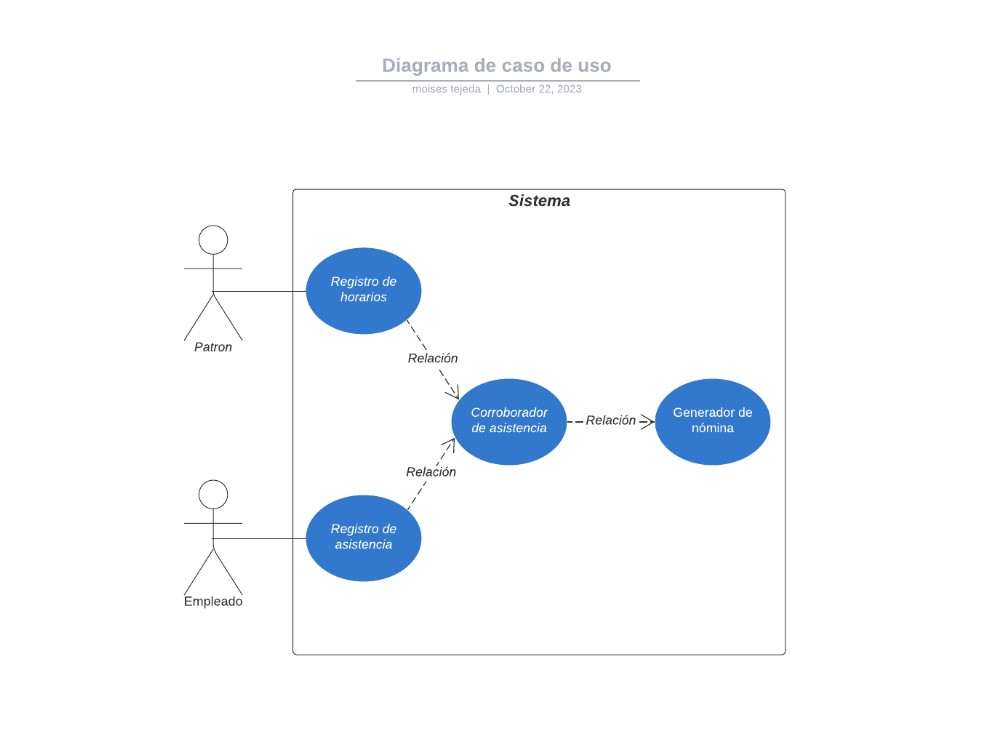 Diagrama de caso de uso
moises tejeda | October 22, 2023
Sistema
Registro de
horarios
Patron
Relación
Corroborador
de asistencia
Relación
Generador de
nómina
Relación
Registro de
asistencia
Empleado